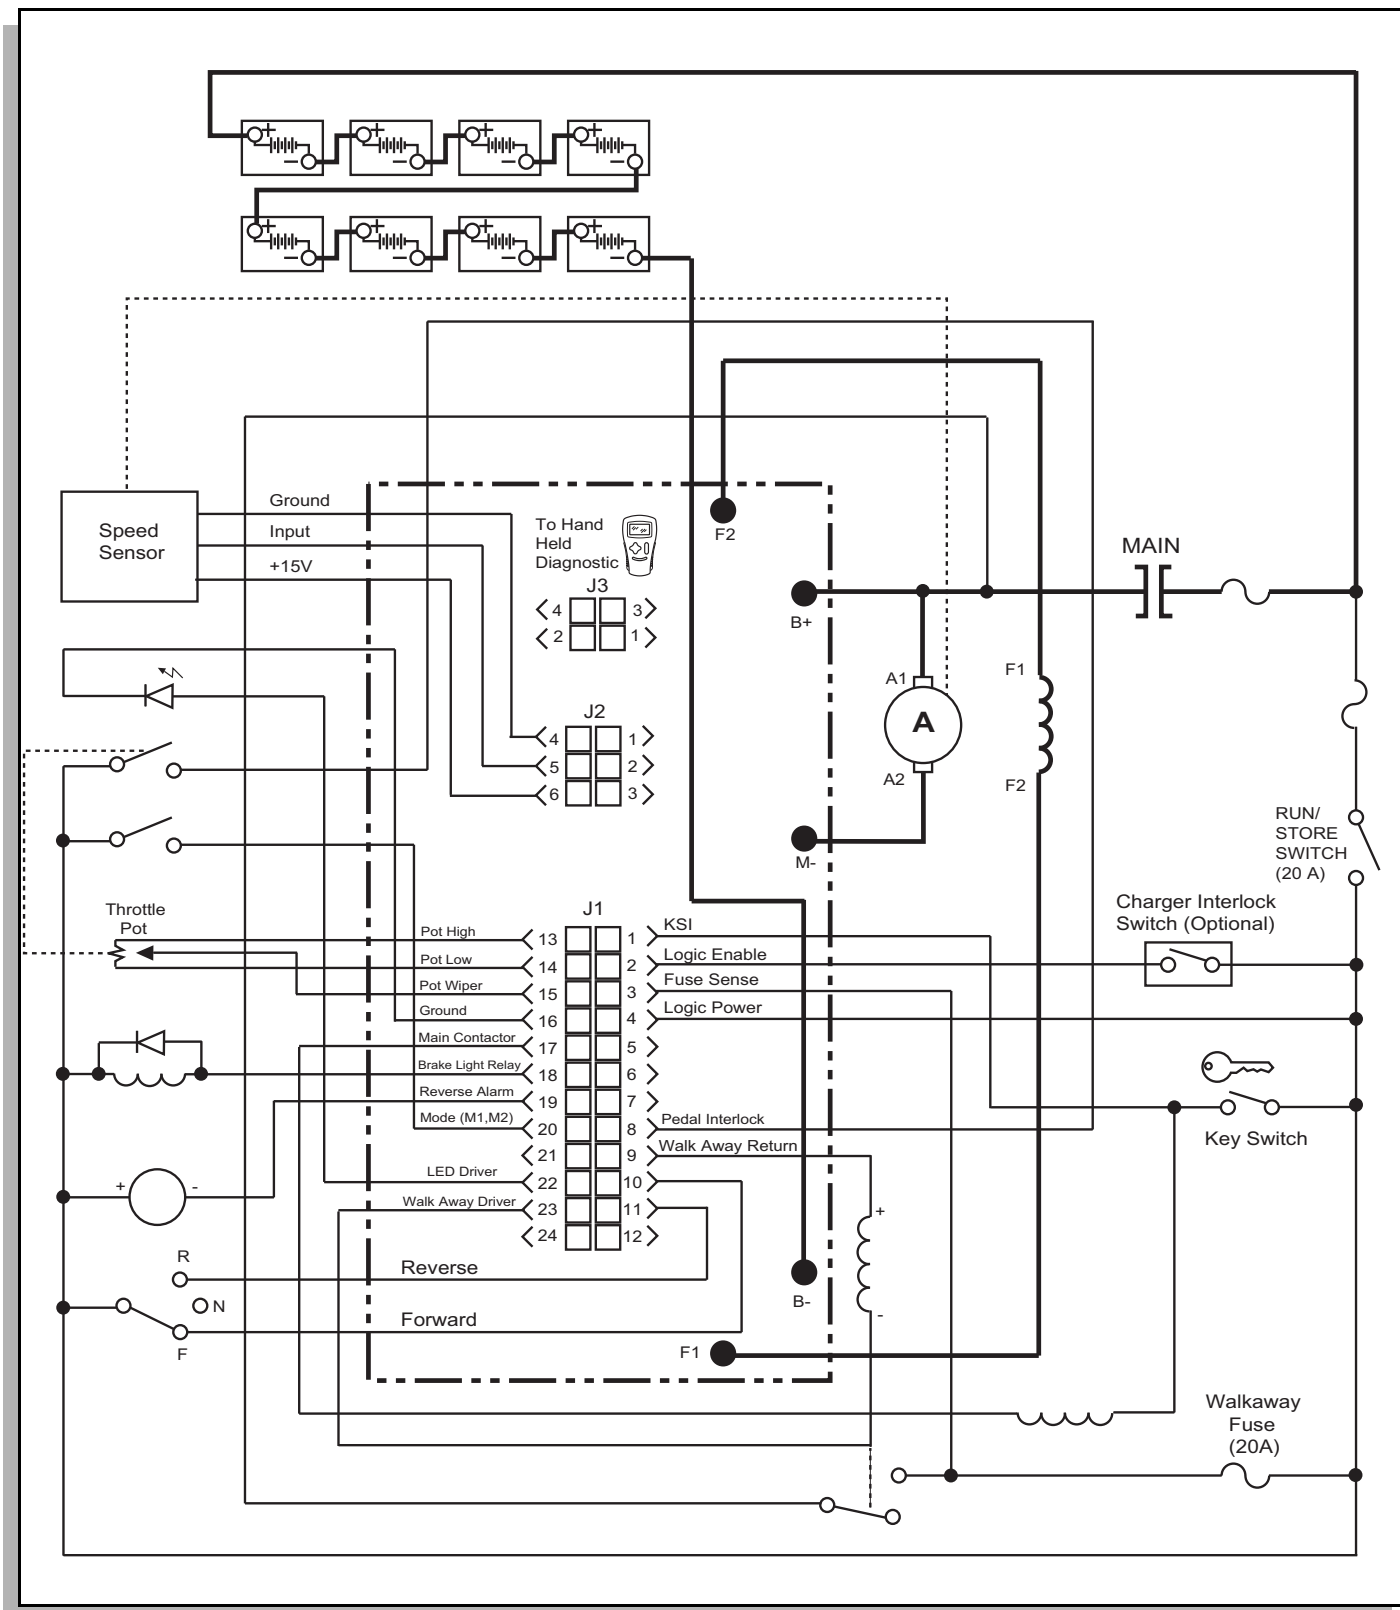 + + + +
– – – –
+ + + +
– – – –
Speed
Sensor
Ground
Input
+15V
To Hand
Held
Diagnostic
J3
4 3
2 1
F2
B+
MAIN
A1
A
A2
F1
F2
M-
J2
4 1
5 2
6 3
RUN/
STORE
SWITCH
(20 A)
Charger Interlock
Switch (Optional)
Throttle
Pot
J1
Pot High 13 1 KSI
Pot Low 14 2 Logic Enable
Pot Wiper 15 3 Fuse Sense
Ground 16 4 Logic Power
Main Contactor 17 5
Brake Light Relay 18 6
Reverse Alarm 19 7
Mode (M1,M2) 20 8 Pedal Interlock
21 9 Walk Away Return
LED Driver 22 10
Walk Away Driver 23 11
24 12
Key Switch
+ -
+
-
R
N
F
Reverse
Forward
B-
F1
Walkaway
Fuse
(20A)